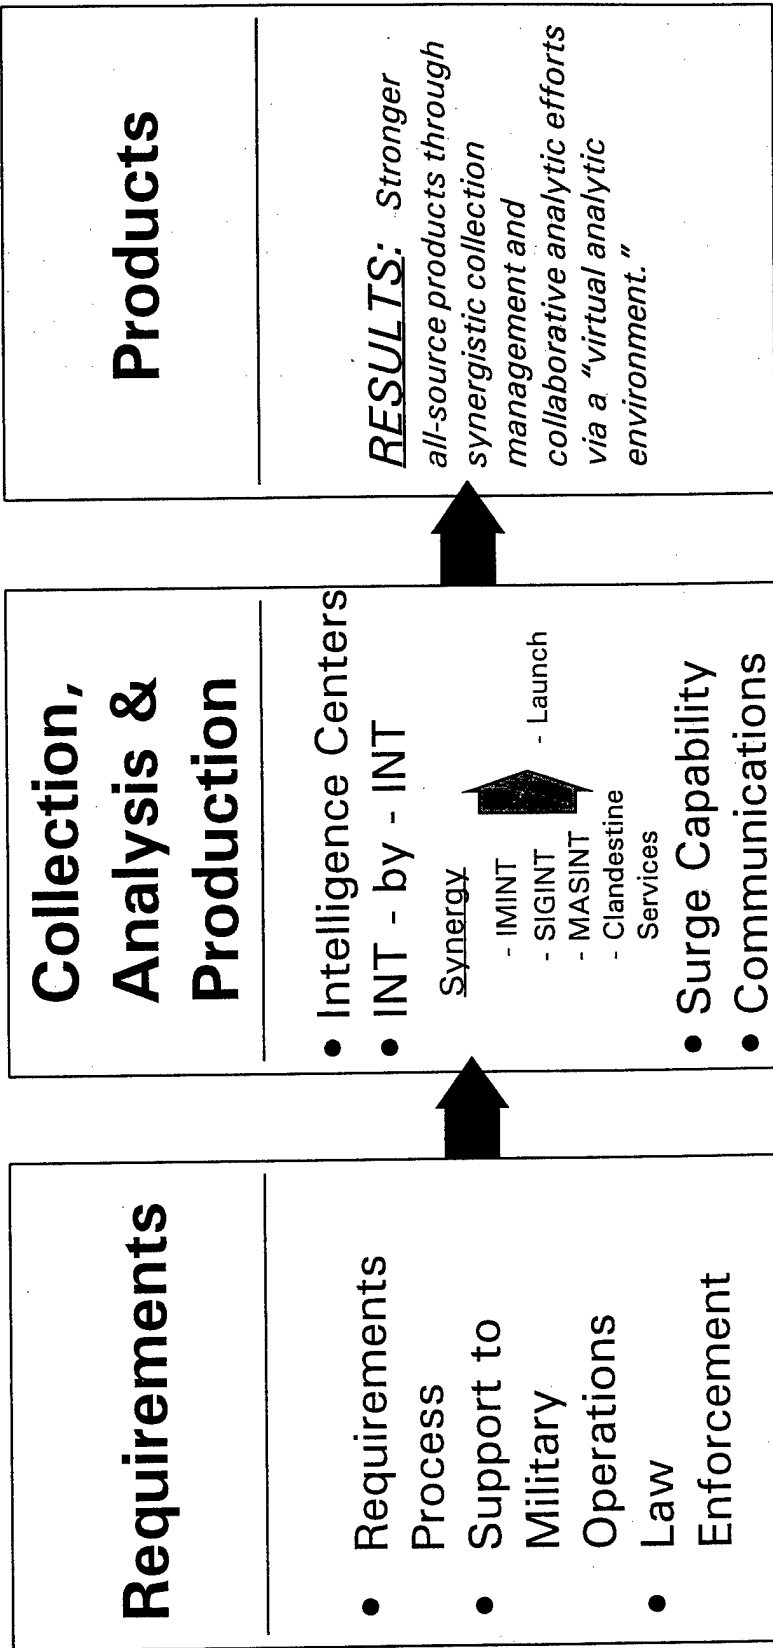 Requirements
● Requirements
Process
● Support to
Military
Operations
● Law
Enforcement
Collection,
Analysis &
Production
● Intelligence Centers
● INT - by - INT
Synergy
- IMINT
- SIGINT
- MASINT
- Clandestine
Services
- Launch
● Surge Capability
● Communications
Products
RESULTS: Stronger
all-source products through
synergistic collection
management and
collaborative analytic efforts
via a "virtual analytic
environment."